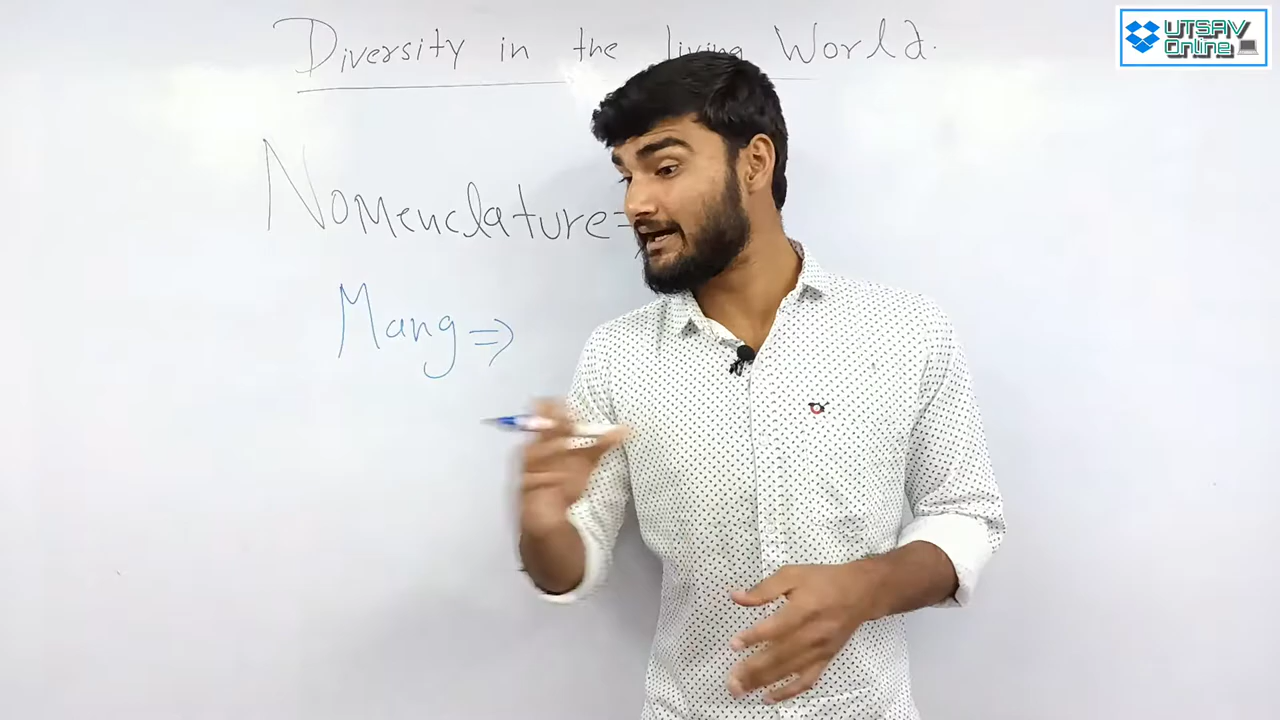 Diversity in the living World.
Nomenclature=
Mang⇒
UTSAV
Online